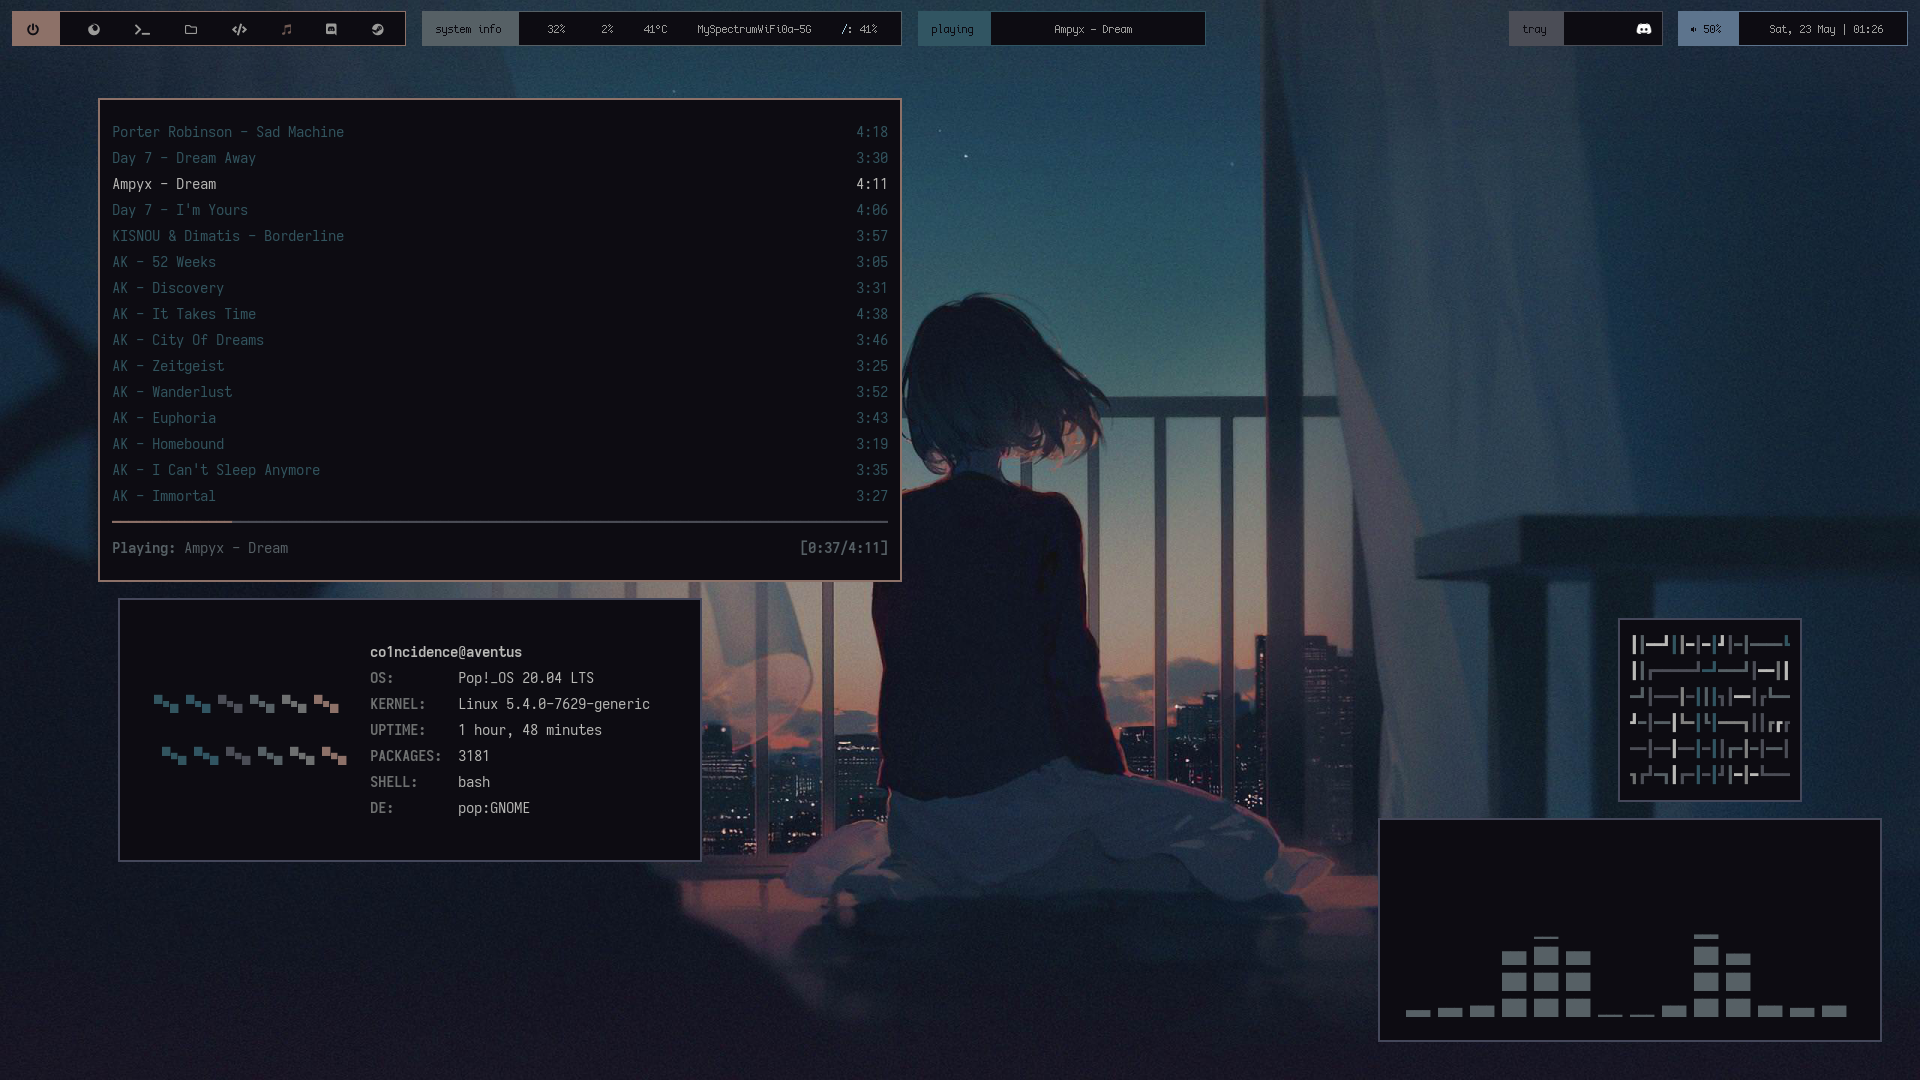 system info 32% 2% 41°C MySpectrumWiFi0a-5G /: 41% playing Ampyx - Dream tray 50% Sat, 23 May | 01:26
Porter Robinson - Sad Machine 4:18
Day 7 - Dream Away 3:30
Ampyx - Dream 4:11
Day 7 - I'm Yours 4:06
KISNOU & Dimatis - Borderline 3:57
AK - 52 Weeks 3:05
AK - Discovery 3:31
AK - It Takes Time 4:38
AK - City Of Dreams 3:46
AK - Zeitgeist 3:25
AK - Wanderlust 3:52
AK - Euphoria 3:43
AK - Homebound 3:19
AK - I Can't Sleep Anymore 3:35
AK - Immortal 3:27
Playing: Ampyx - Dream [0:37/4:11]
co1ncidence@aventus
OS: Pop!_OS 20.04 LTS
KERNEL: Linux 5.4.0-7629-generic
UPTIME: 1 hour, 48 minutes
PACKAGES: 3181
SHELL: bash
DE: pop:GNOME